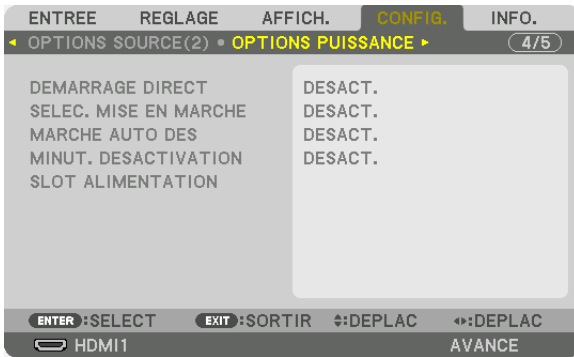 ENTREE REGLAGE AFFICH. CONFIG. INFO.
OPTIONS SOURCE(2) • OPTIONS PUISSANCE 4/5
DEMARRAGE DIRECT DESACT.
SELEC. MISE EN MARCHE DESACT.
MARCHE AUTO DES DESACT.
MINUT. DESACTIVATION DESACT.
SLOT ALIMENTATION
ENTER :SELECT EXIT :SORTIR :DEPLAC :DEPLAC
HDMI1 AVANCE